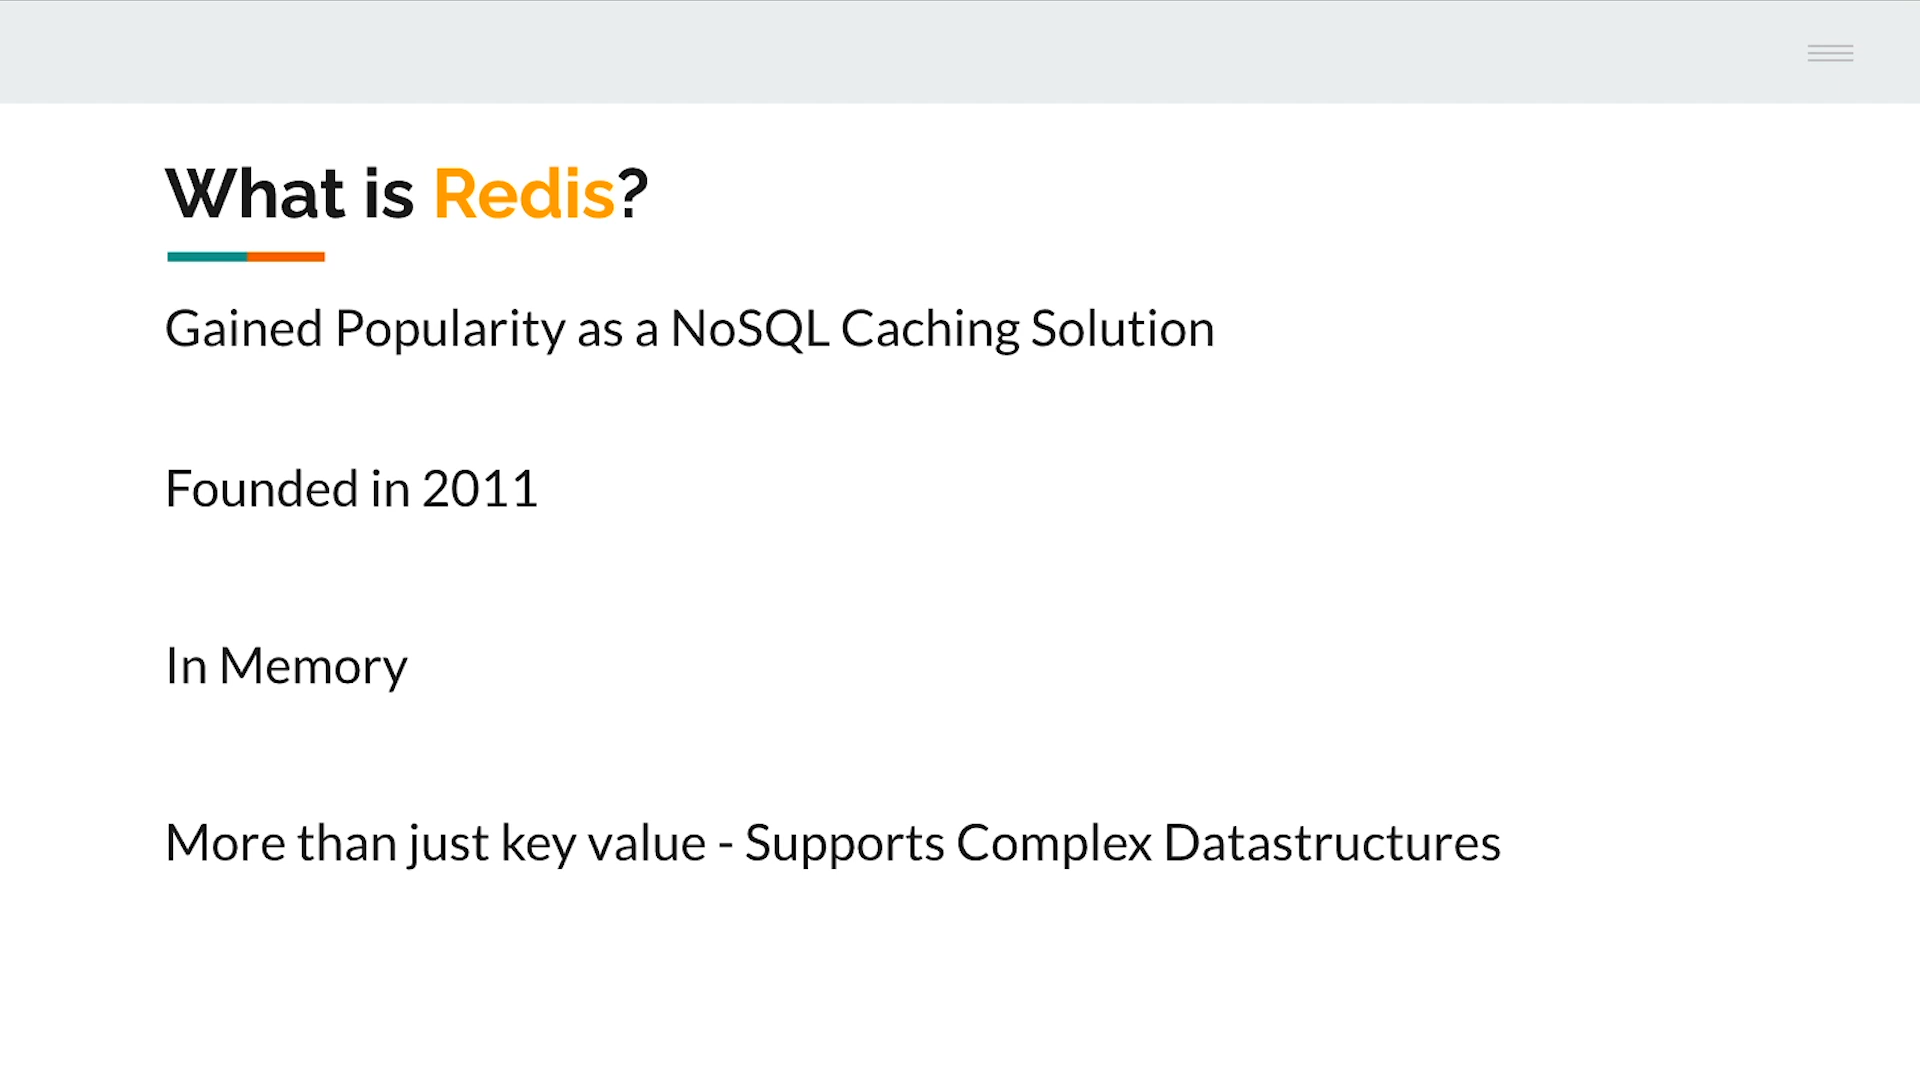 What is Redis?
Gained Popularity as a NoSQL Caching Solution
Founded in 2011
In Memory
More than just key value - Supports Complex Datastructures